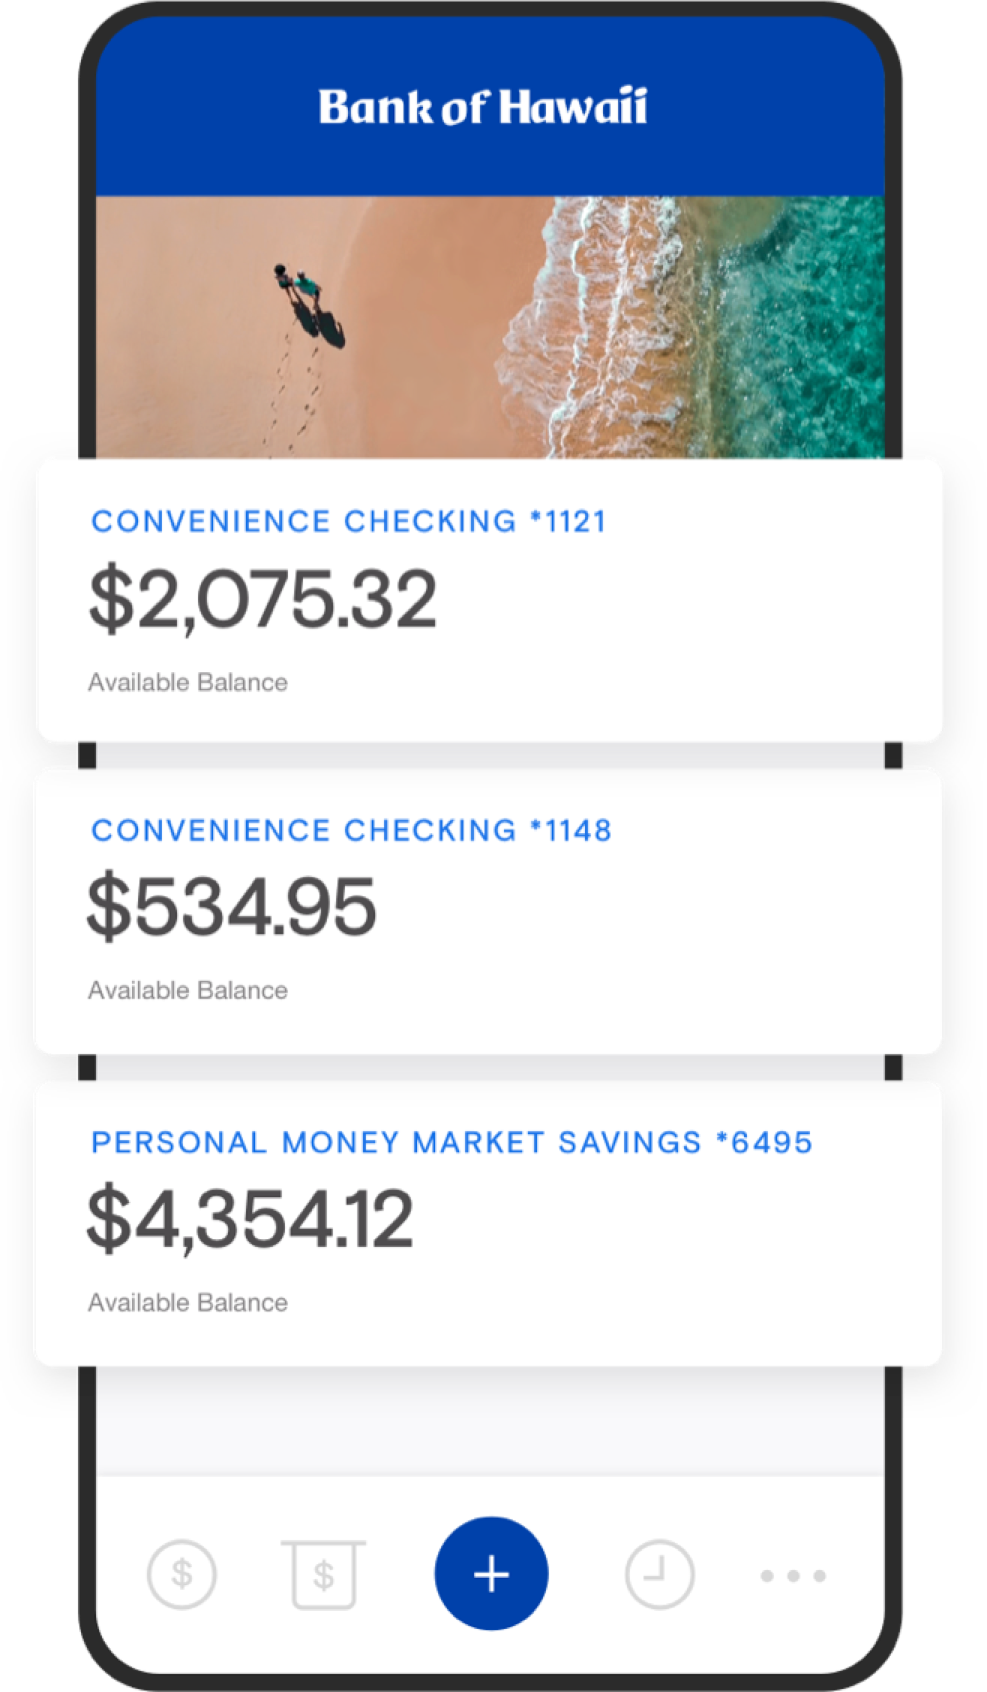 Bank of Hawaii
CONVENIENCE CHECKING *1121
$2,075.32
Available Balance
CONVENIENCE CHECKING *1148
$534.95
Available Balance
PERSONAL MONEY MARKET SAVINGS *6495
$4,354.12
Available Balance
$ $ +